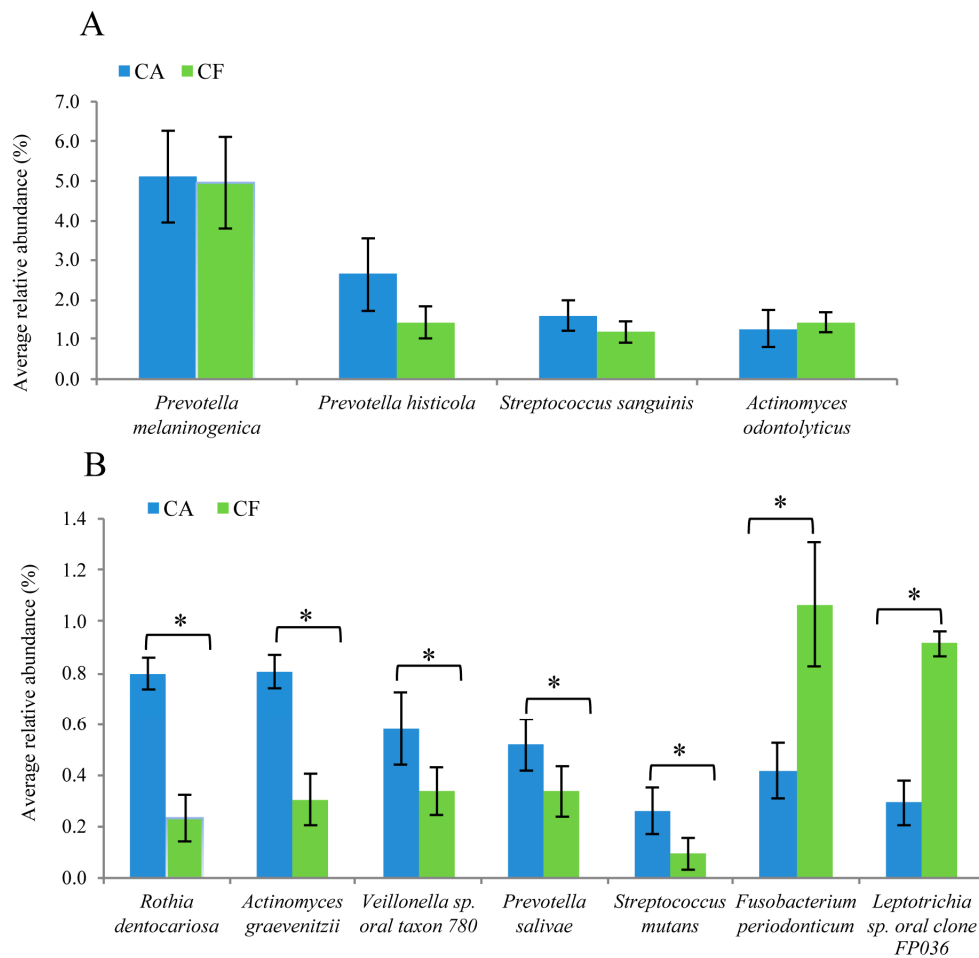 A
CA CF
Average relative abundance (%)
7.0
6.0
5.0
4.0
3.0
2.0
1.0
0.0
Prevotella melaninogenica
Prevotella histicola
Streptococcus sanguinis
Actinomyces odontolyticus
B
CA CF
Average relative abundance (%)
1.4
1.2
1.0
0.8
0.6
0.4
0.2
0.0
*
*
*
*
*
*
*
Rothia
dentocariosa
Actinomyces
graevenitzii
Veillonella sp.
oral taxon 780
Prevotella
salivae
Streptococcus
mutans
Fusobacterium
periodonticum
Leptotrichia
sp. oral clone
FP036